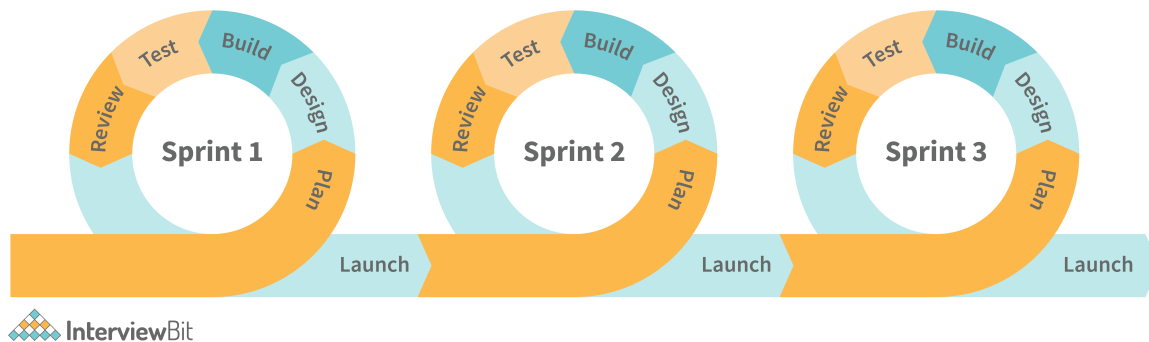 Test
Build
Design
Review
Sprint 1
Plan
Launch
Test
Build
Design
Review
Sprint 2
Plan
Launch
Test
Build
Design
Review
Sprint 3
Plan
Launch
InterviewBit